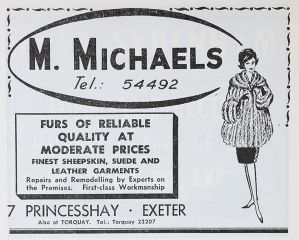 M. MICHAELS
Tel.: 54492
FURS OF RELIABLE
QUALITY AT
MODERATE PRICES
FINEST SHEEPSKIN, SUEDE AND
LEATHER GARMENTS
Repairs and Remodelling by Experts on
the Premises. First-class Workmanship
7 PRINCESSHAY · EXETER
Also at TORQUAY. Tel.: Torquay 22207